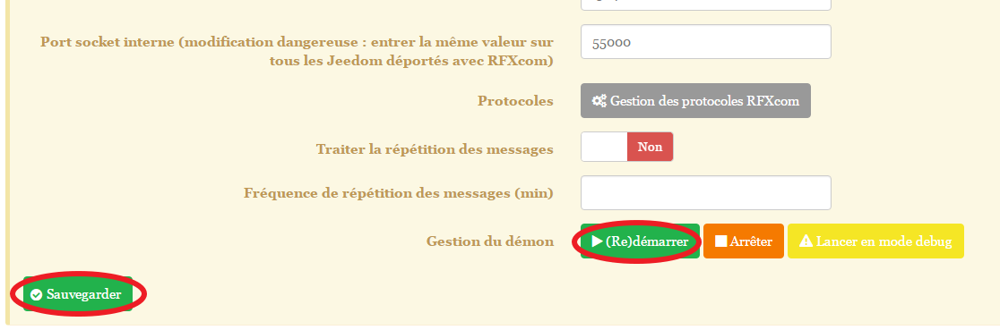 Port socket interne (modification dangereuse : entrer la même valeur sur
tous les Jeedom déportés avec RFXcom)
55000
Protocoles
Gestion des protocoles RFXcom
Traiter la répétition des messages
Non
Fréquence de répétition des messages (min)
Gestion du démon
(Re)démarrer
Arrêter
Lancer en mode debug
Sauvegarder